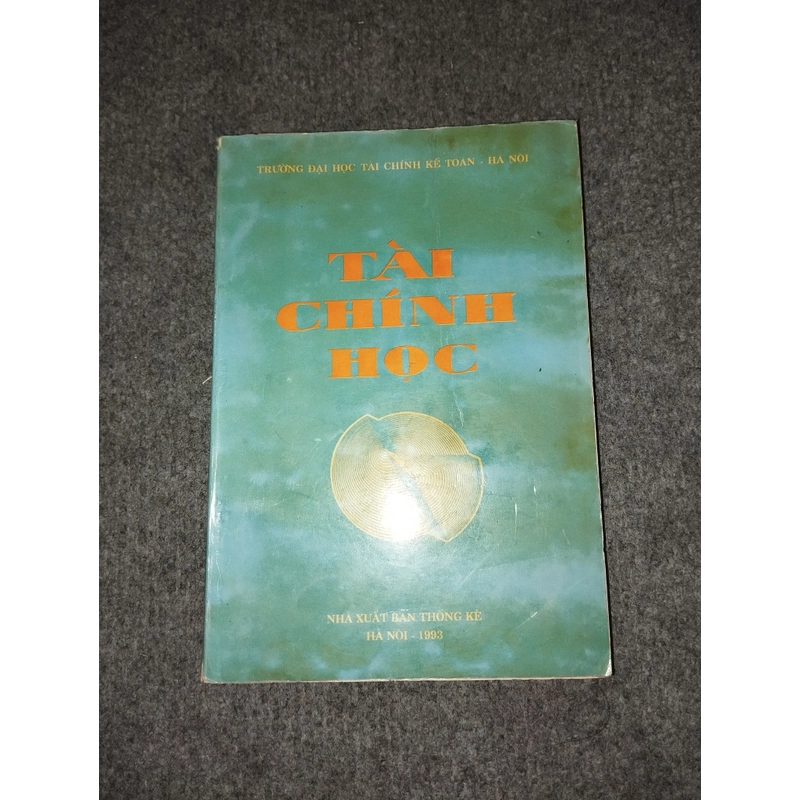 TRƯỜNG ĐẠI HỌC TÀI CHÍNH KẾ TOÁN - HÀ NỘI
TÀI
CHÍNH
HỌC
NHÀ XUẤT BẢN THỐNG KÊ
HÀ NỘI - 1993